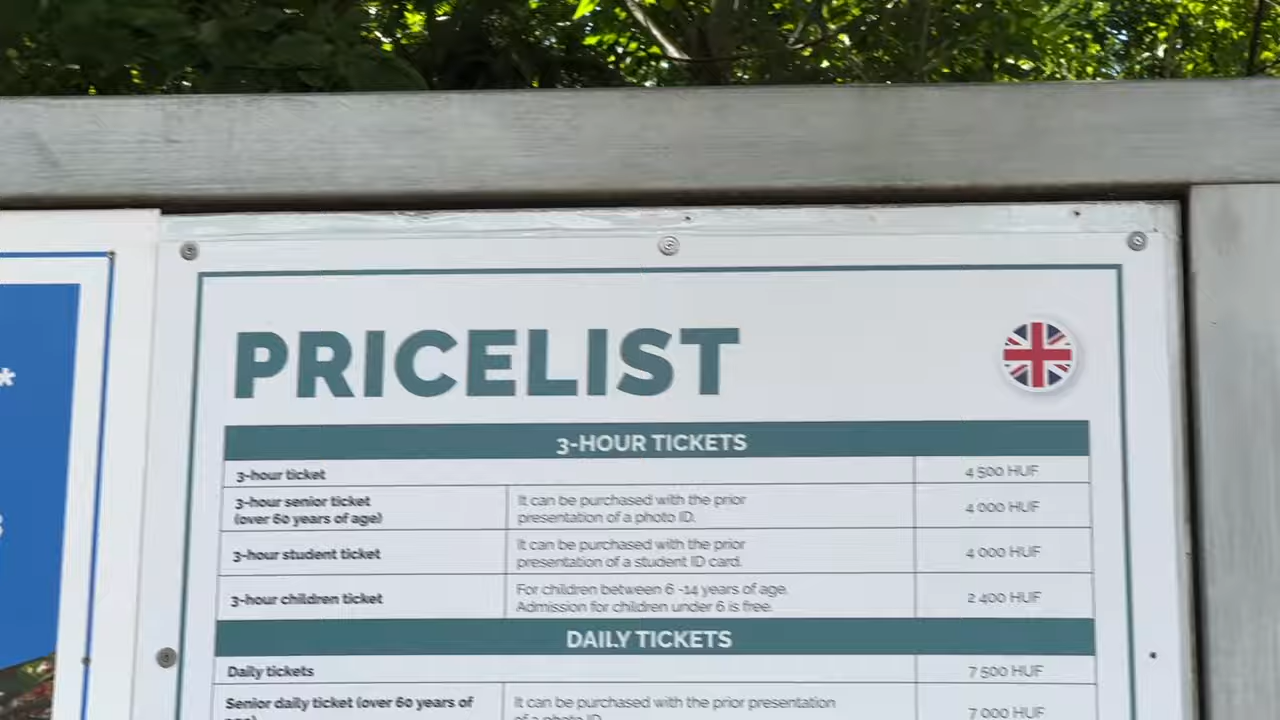 PRICELIST
3-HOUR TICKETS
3-hour ticket
4 500 HUF
3-hour senior ticket
(over 60 years of age)
It can be purchased with the prior
presentation of a photo ID.
4 000 HUF
3-hour student ticket
It can be purchased with the prior
presentation of a student ID card.
4 000 HUF
3-hour children ticket
For children between 6 -14 years of age.
Admission for children under 6 is free.
2 400 HUF
DAILY TICKETS
Daily tickets
7 500 HUF
Senior daily ticket (over 60 years of
age)
It can be purchased with the prior presentation
of a photo ID.
7 000 HUF